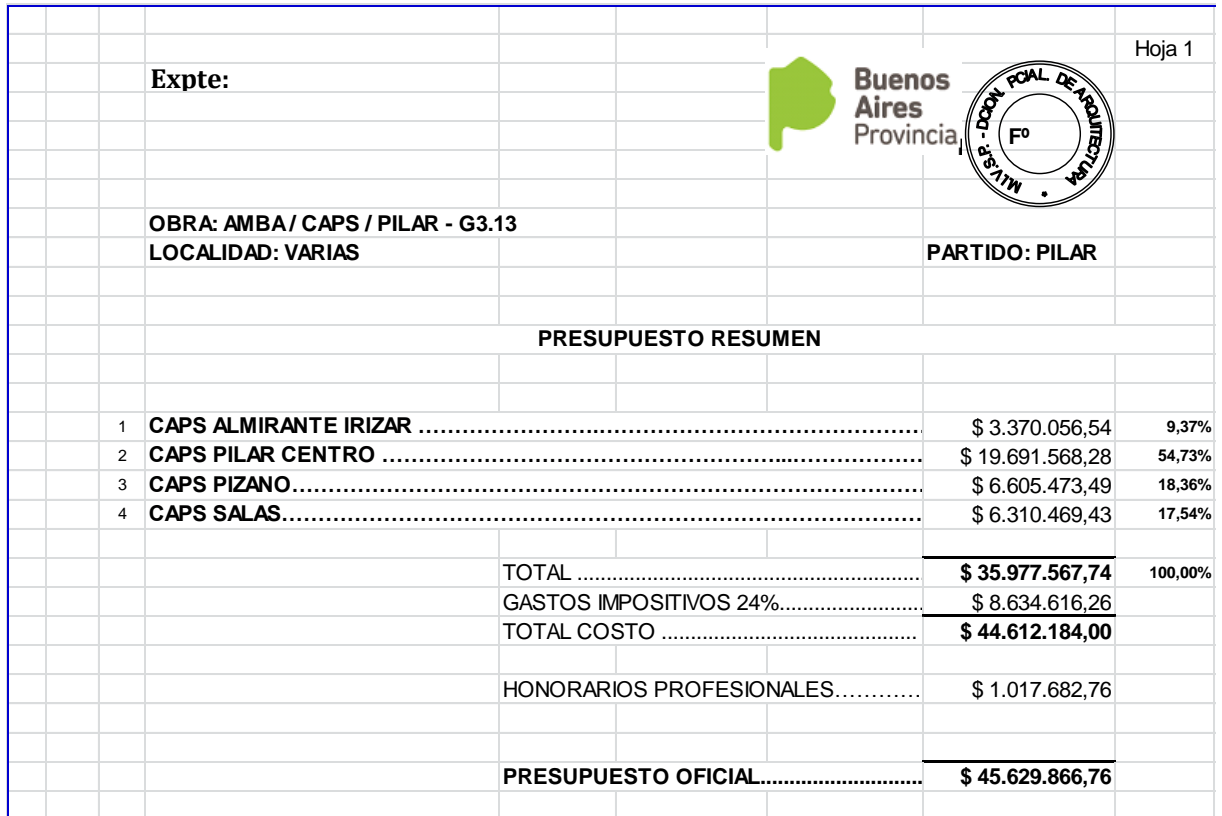 Hoja 1
Expte:
Buenos
Aires
Provincia
M.I.V.S.P. - DCION. PCIAL. DE ARQUITECTURA *
Fº
OBRA: AMBA / CAPS / PILAR - G3.13
LOCALIDAD: VARIAS PARTIDO: PILAR
PRESUPUESTO RESUMEN
1 CAPS ALMIRANTE IRIZAR ........................................ $ 3.370.056,54 9,37%
2 CAPS PILAR CENTRO ........................................ $ 19.691.568,28 54,73%
3 CAPS PIZANO........................................ $ 6.605.473,49 18,36%
4 CAPS SALAS........................................ $ 6.310.469,43 17,54%
TOTAL ........................................ $ 35.977.567,74 100,00%
GASTOS IMPOSITIVOS 24%........................ $ 8.634.616,26
TOTAL COSTO ........................................ $ 44.612.184,00
HONORARIOS PROFESIONALES............ $ 1.017.682,76
PRESUPUESTO OFICIAL............................ $ 45.629.866,76